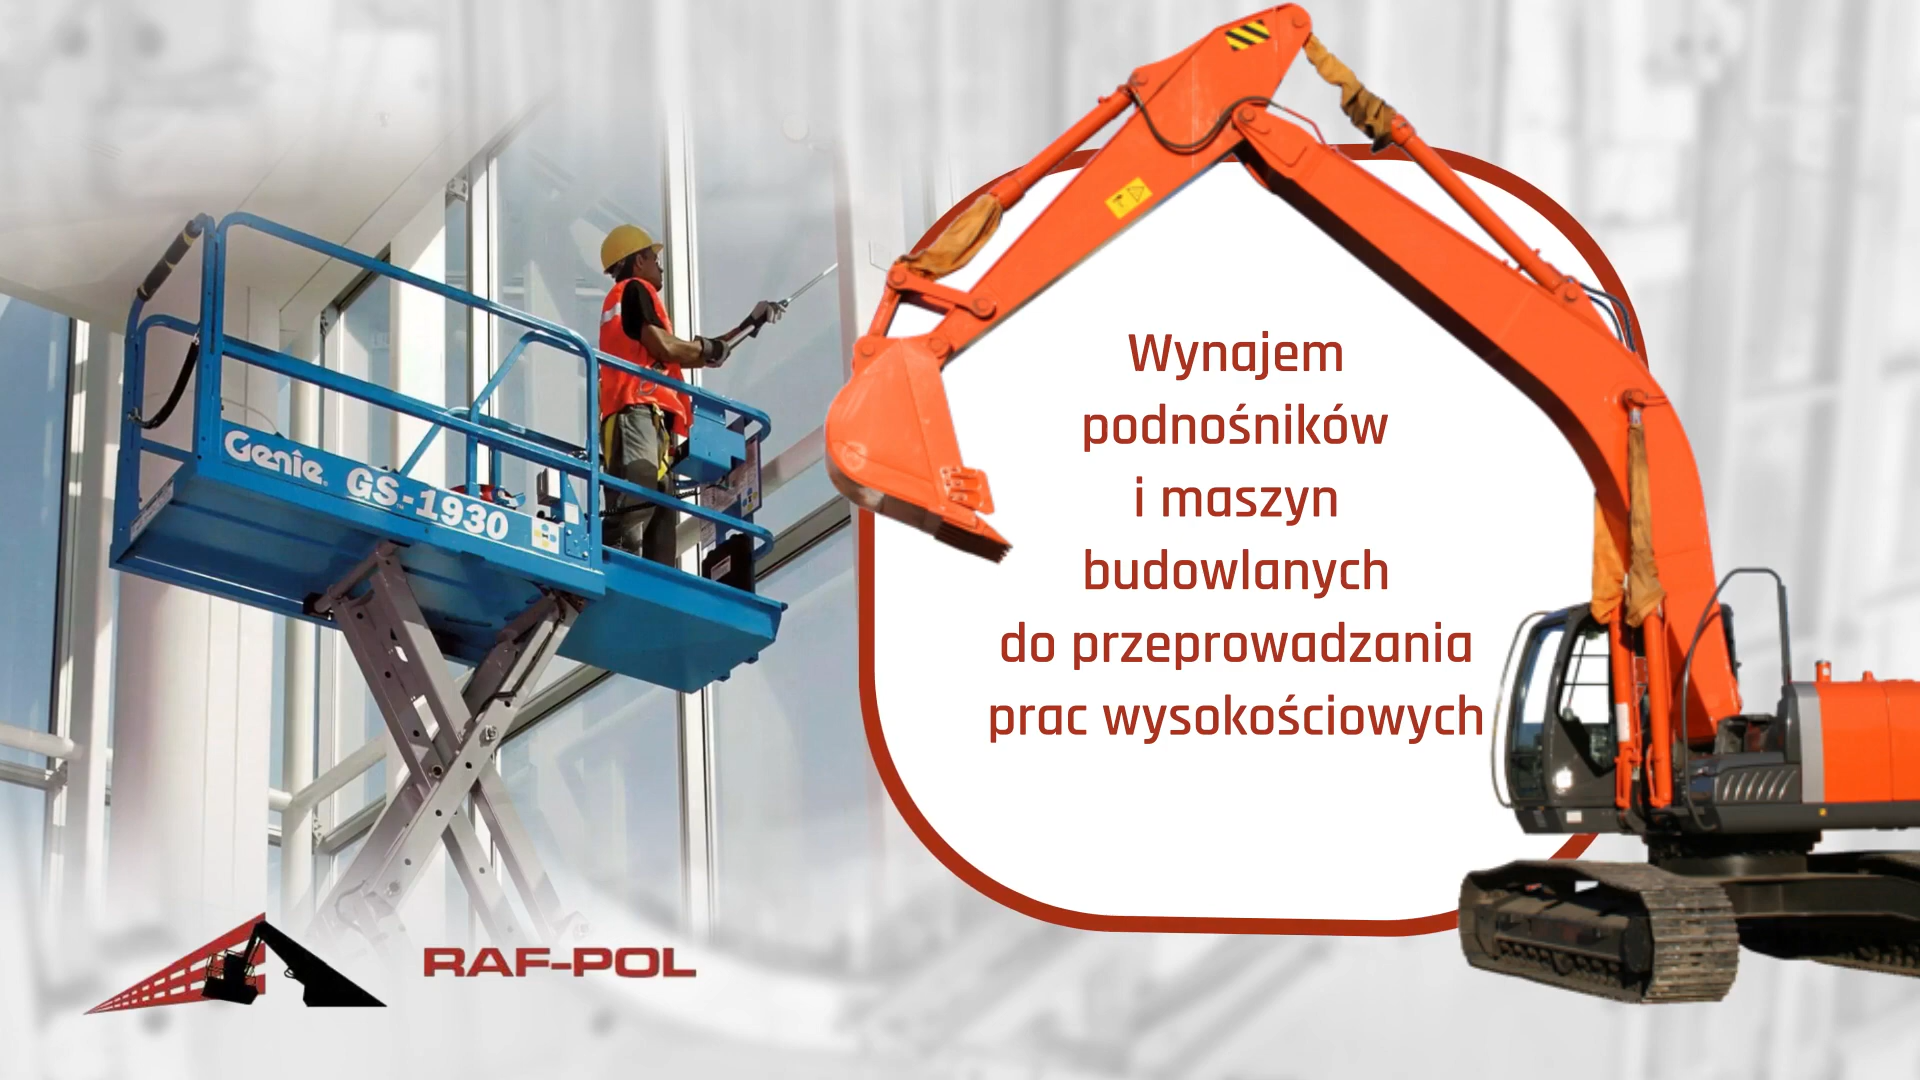 Genie GS-1930
Wynajem
podnośników
i maszyn
budowlanych
do przeprowadzania
prac wysokościowych
RAF-POL